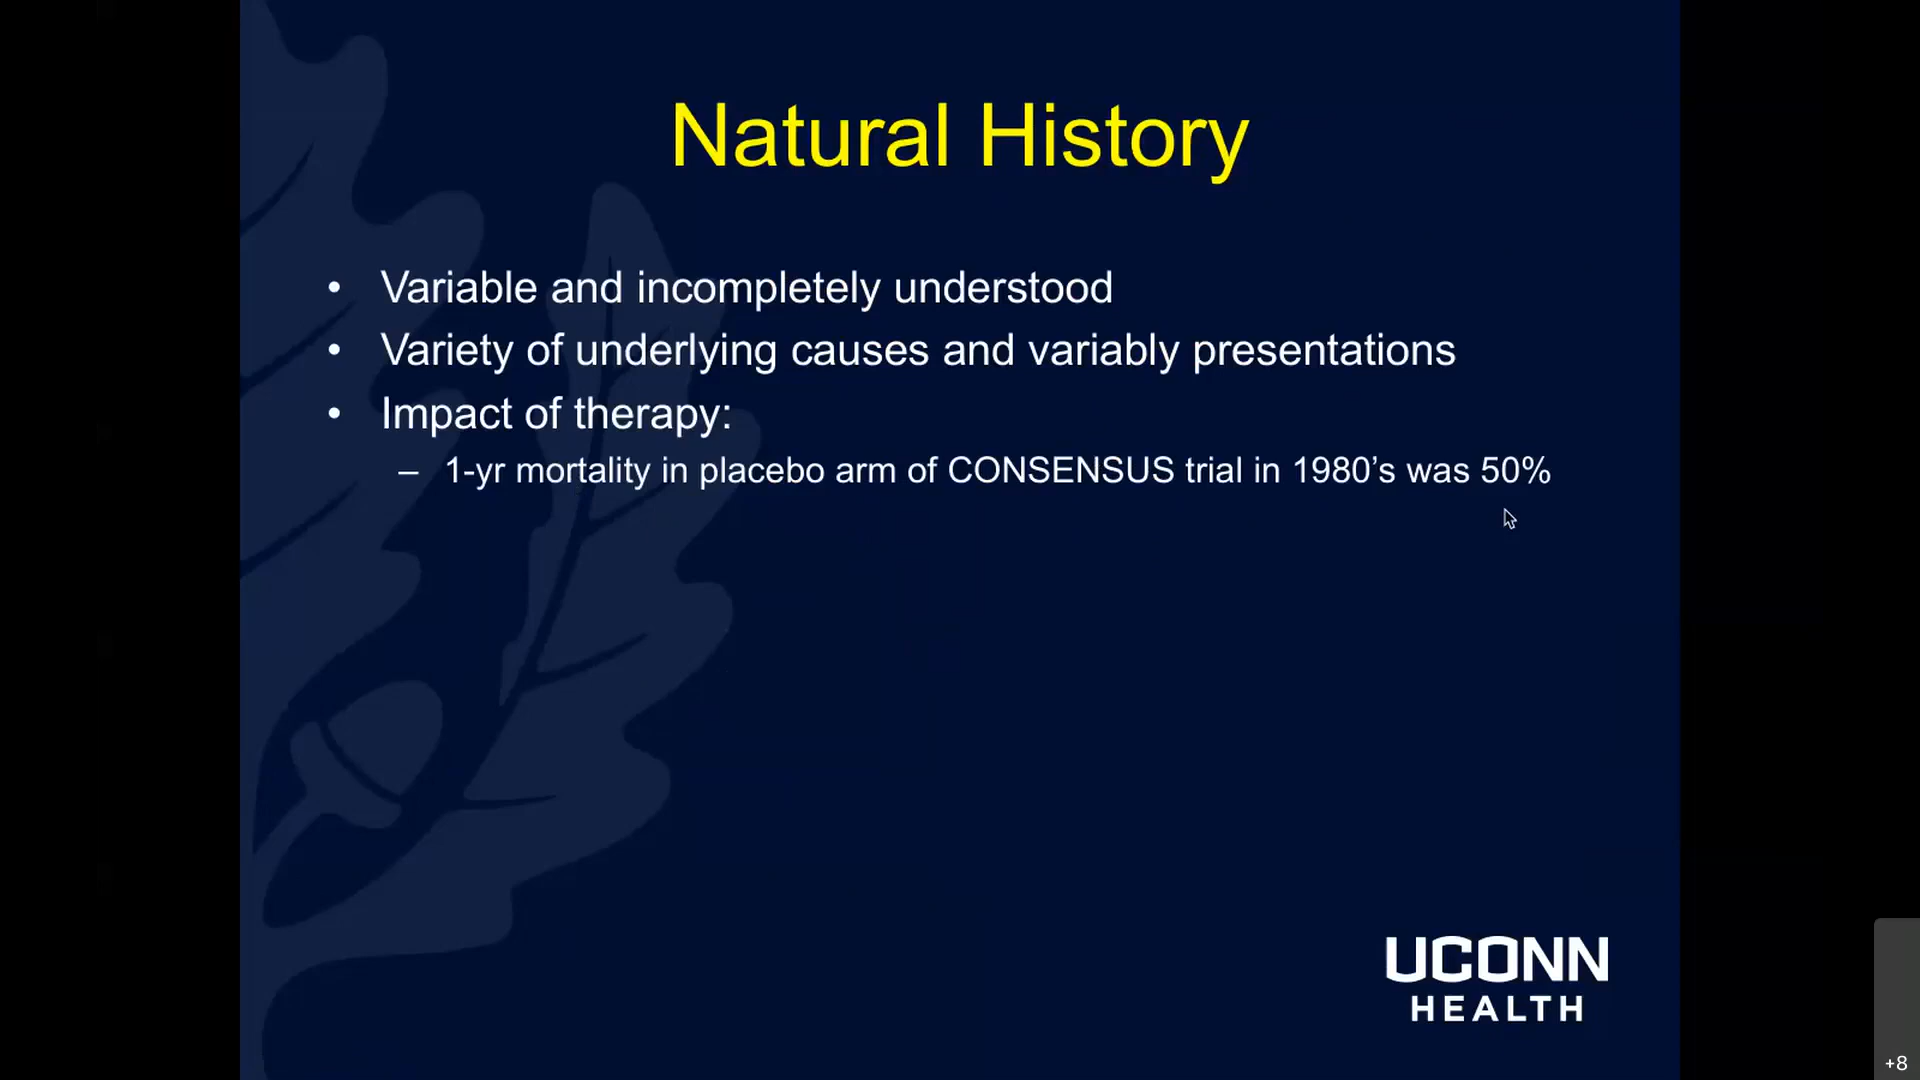 Natural History
• Variable and incompletely understood
• Variety of underlying causes and variably presentations
• Impact of therapy:
– 1-yr mortality in placebo arm of CONSENSUS trial in 1980’s was 50%
UCONN
HEALTH
+8